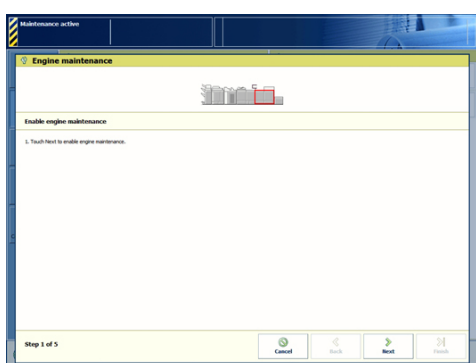 Maintenance active
Engine maintenance
Enable engine maintenance
1. Touch Next to enable engine maintenance.
Step 1 of 5
Cancel
Back
Next
Finish